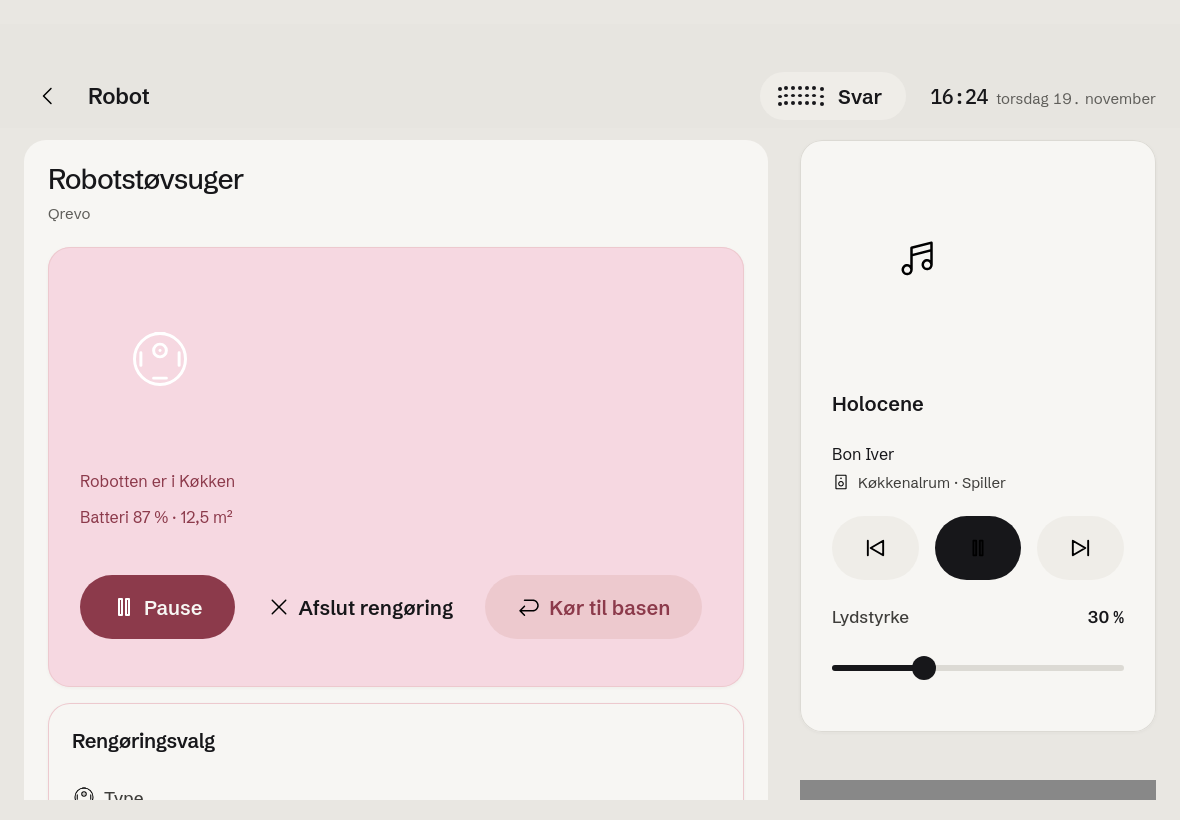 Robot
Svar
16:24 torsdag 19. november
Robotstøvsuger
Qrevo
Robotten er i Køkken
Batteri 87 % · 12,5 m²
Pause
Afslut rengøring
Kør til basen
Rengøringsvalg
Type
Holocene
Bon Iver
Køkkenalrum · Spiller
Lydstyrke
30 %